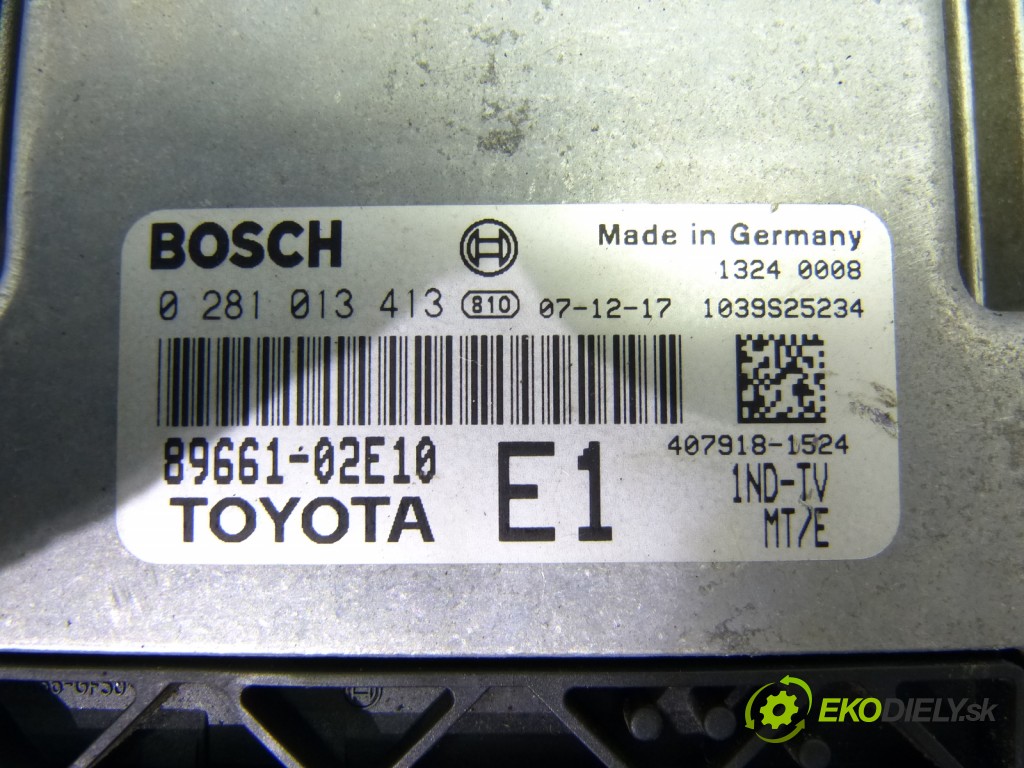 BOSCH
Made in Germany
1324 0008
0 281 013 413 810 07-12-17 1039S25234
407918-1524
89661-02E10
E1
1ND-TV
TOYOTA
MT/E
EKODIELY.sk